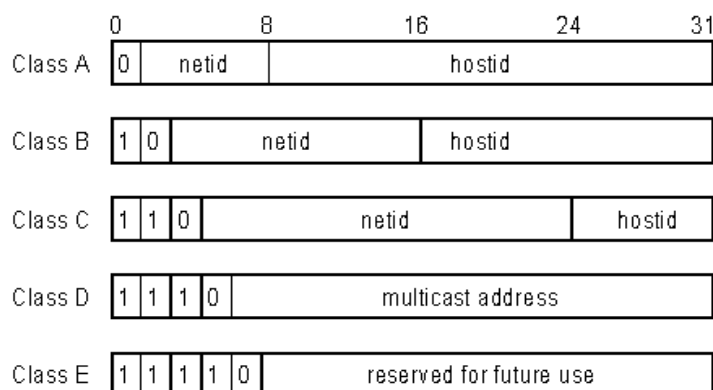 0 8 16 24 31
Class A 0 netid hostid
Class B 1 0 netid hostid
Class C 1 1 0 netid hostid
Class D 1 1 1 0 multicast address
Class E 1 1 1 1 0 reserved for future use